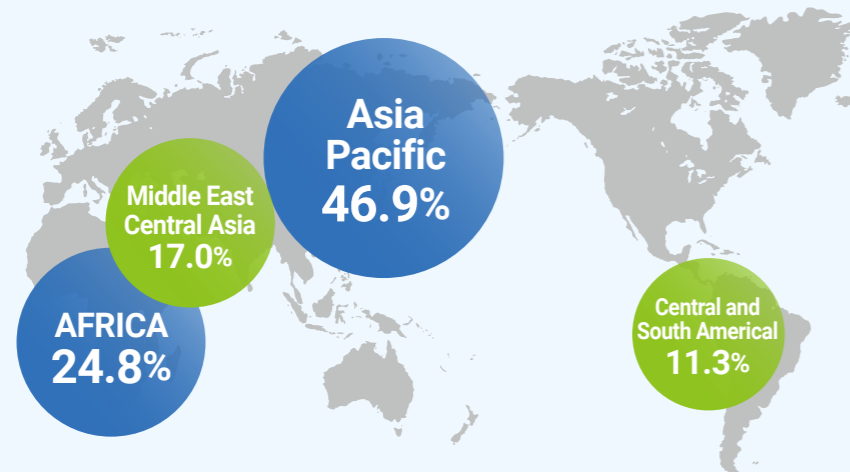 Asia
Pacific
46.9%
Middle East
Central Asia
17.0%
AFRICA
24.8%
Central and
South Americal
11.3%